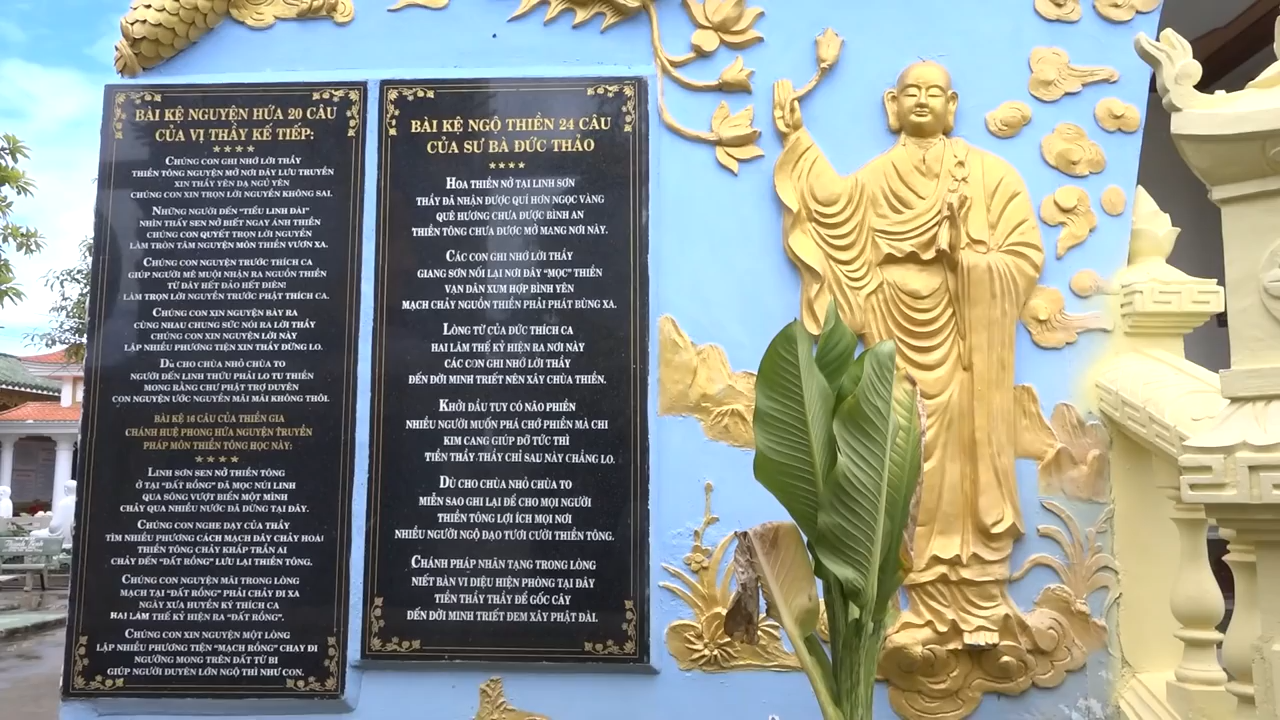 BÀI KỆ NGUYỆN HỨA 20 CÂU
CỦA VỊ THẦY KẾ TIẾP:
CHÚNG CON GHI NHỚ LỜI THẦY
THIỀN TÔNG NGUYỆN MỞ NƠI ĐÂY LƯU TRUYỀN
XIN THẦY YÊN DẠ NGỦ YÊN
CHÚNG CON XIN TRỌN LỜI NGUYỀN KHÔNG SAI.
NHỮNG NGƯỜI ĐẾN "TIỂU LINH ĐÀI"
NHÌN THẤY SEN NỞ BIẾT NGAY ÁNH THIỀN
CHÚNG CON QUYẾT TRỌN LỜI NGUYỀN
LÀM TRÒN TÂM NGUYỆN MÔN THIỀN VƯƠN XA.
CHÚNG CON NGUYỆN TRƯỚC THÍCH CA
GIÚP NGƯỜI MÊ MUỘI NHẬN RA NGUỒN THIỀN
TỪ ĐÂY HẾT ĐẢO HẾT ĐIÊN!
LÀM TRỌN LỜI NGUYỀN TRƯỚC PHẬT THÍCH CA.
CHÚNG CON XIN NGUYỆN BÀY RA
CÙNG NHAU CHUNG SỨC NÓI RA LỜI THẦY
CHÚNG CON XIN NGUYỆN LỜI NÀY
LẬP NHIỀU PHƯƠNG TIỆN XIN THẦY ĐỪNG LO.
DÙ CHO CHÙA NHỎ CHÙA TO
NGƯỜI ĐẾN LINH THỨU PHẢI LO TU THIỀN
MONG RẰNG CHƯ PHẬT TRỢ DUYÊN
CON NGUYỆN ƯỚC NGUYỀN MÃI MÃI KHÔNG THÔI.
BÀI KỆ 16 CÂU CỦA THIỀN GIA
CHÁNH HUỆ PHONG HỨA NGUYỆN TRUYỀN
PHÁP MÔN THIỀN TÔNG HỌC NÀY:
LINH SƠN SEN NỞ THIỀN TÔNG
Ở TẠI "ĐẤT RỒNG" ĐÃ MỌC NÚI LINH
QUA SÔNG VƯỢT BIỂN MỘT MÌNH
CHẢY QUA NHIỀU NƯỚC ĐÃ DỪNG TẠI ĐÂY.
CHÚNG CON NGHE DẠY CỦA THẦY
TÌM NHIỀU PHƯƠNG CÁCH MẠCH ĐÂY CHẢY HOÀI
THIỀN TÔNG CHẢY KHẮP TRẦN AI
CHẢY ĐẾN "ĐẤT RỒNG" LƯU LẠI THIỀN TÔNG.
CHÚNG CON NGUYỆN MÃI TRONG LÒNG
MẠCH TẠI "ĐẤT RỒNG" PHẢI CHẢY ĐI XA
NGÀY XƯA HUYỀN KÝ THÍCH CA
HAI LĂM THẾ KỶ HIỆN RA "ĐẤT RỒNG".
CHÚNG CON XIN NGUYỆN MỘT LÒNG
LẬP NHIỀU PHƯƠNG TIỆN "MẠCH RỒNG" CHẠY ĐI
NGƯỠNG MONG TRÊN ĐẤT TỪ BI
GIÚP NGƯỜI DUYÊN LỚN NGỘ THÌ NHƯ CON.
BÀI KỆ NGỘ THIỀN 24 CÂU
CỦA SƯ BÀ ĐỨC THẢO
HOA THIỀN NỞ TẠI LINH SƠN
THẦY ĐÃ NHẬN ĐƯỢC QUÍ HƠN NGỌC VÀNG
QUÊ HƯƠNG CHƯA ĐƯỢC BÌNH AN
THIỀN TÔNG CHƯA ĐƯỢC MỞ MANG NƠI NÀY.
CÁC CON GHI NHỚ LỜI THẦY
GIANG SƠN NỐI LẠI NƠI ĐÂY "MỌC" THIỀN
VẠN DÂN XUM HỢP BÌNH YÊN
MẠCH CHẢY NGUỒN THIỀN PHẢI PHÁT BÙNG XA.
LÒNG TỪ CỦA ĐỨC THÍCH CA
HAI LĂM THẾ KỶ HIỆN RA NƠI NÀY
CÁC CON GHI NHỚ LỜI THẦY
ĐẾN ĐỜI MINH TRIẾT NÊN XÂY CHÙA THIỀN.
KHỞI ĐẦU TUY CÓ NÃO PHIỀN
NHIỀU NGƯỜI MUỐN PHÁ CHỚ PHIỀN MÀ CHI
KIM CANG GIÚP ĐỠ TỨC THÌ
TIỀN THẦY THẦY CHỈ SAU NÀY CHẲNG LO.
DÙ CHO CHÙA NHỎ CHÙA TO
MIỄN SAO GHI LẠI ĐỂ CHO MỌI NGƯỜI
THIỀN TÔNG LỢI ÍCH MỌI NƠI
NHIỀU NGƯỜI NGỘ ĐẠO TƯƠI CƯỜI THIỀN TÔNG.
CHÁNH PHÁP NHÃN TẠNG TRONG LÒNG
NIẾT BÀN VI DIỆU HIỆN PHÒNG TẠI ĐÂY
TIỀN THẦY THẦY ĐỂ GỐC CÂY
ĐẾN ĐỜI MINH TRIẾT ĐEM XÂY PHẬT ĐÀI.